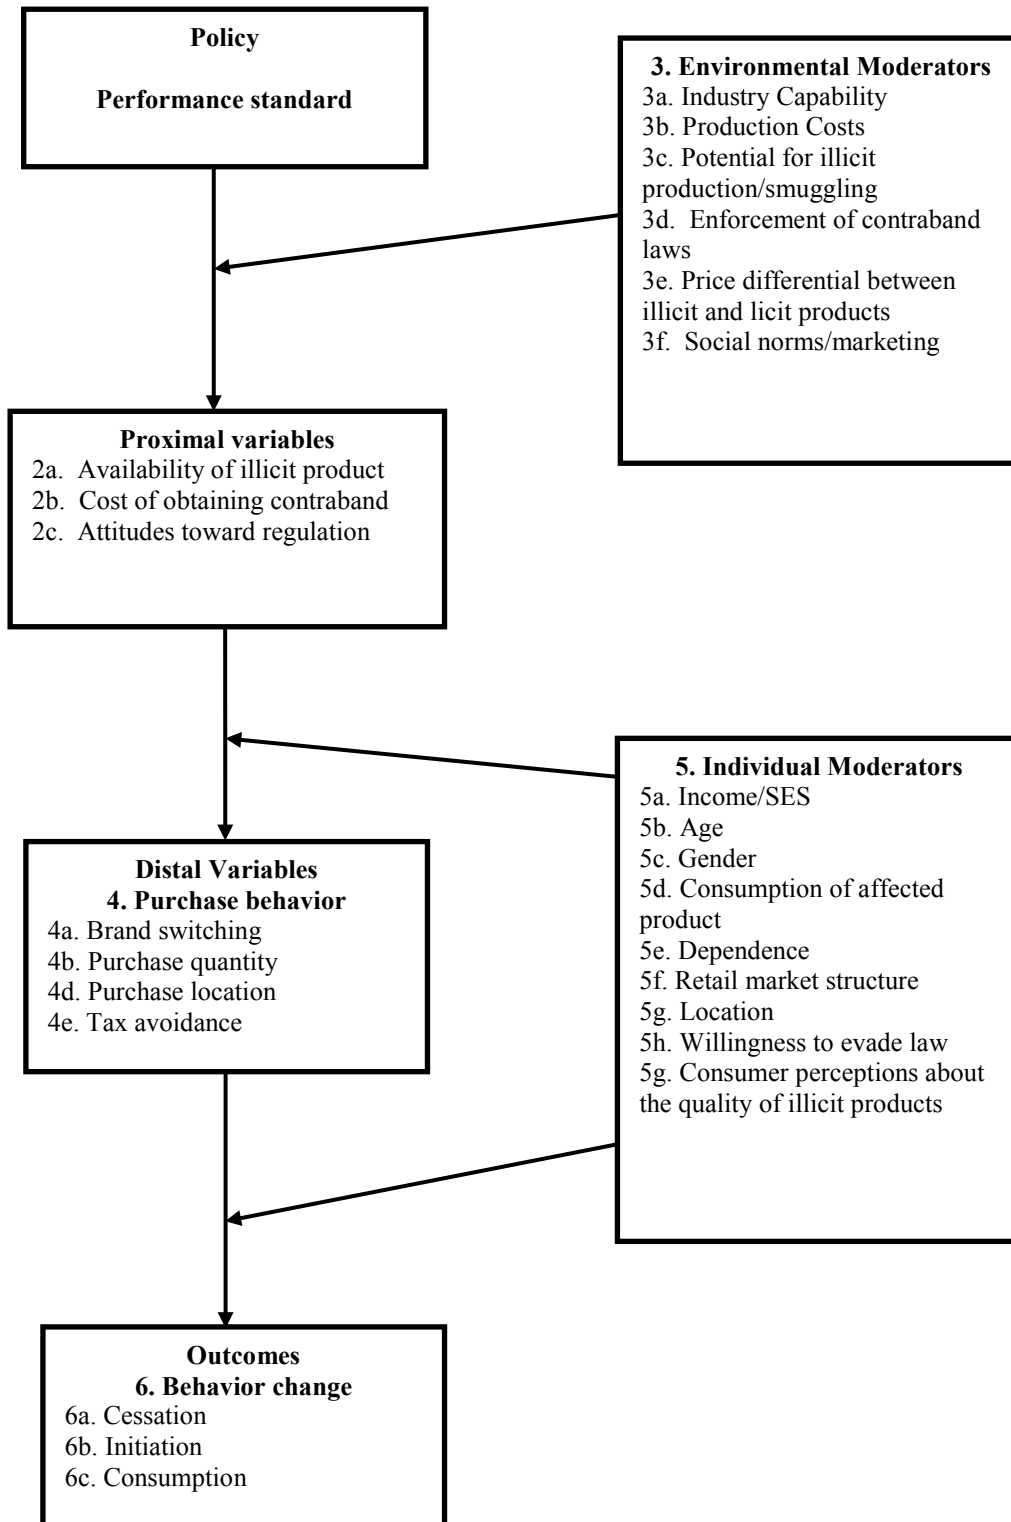 Policy
Performance standard
3. Environmental Moderators
3a. Industry Capability
3b. Production Costs
3c. Potential for illicit
production/smuggling
3d. Enforcement of contraband
laws
3e. Price differential between
illicit and licit products
3f. Social norms/marketing
Proximal variables
2a. Availability of illicit product
2b. Cost of obtaining contraband
2c. Attitudes toward regulation
5. Individual Moderators
5a. Income/SES
5b. Age
5c. Gender
5d. Consumption of affected
product
5e. Dependence
5f. Retail market structure
5g. Location
5h. Willingness to evade law
5g. Consumer perceptions about
the quality of illicit products
Distal Variables
4. Purchase behavior
4a. Brand switching
4b. Purchase quantity
4d. Purchase location
4e. Tax avoidance
Outcomes
6. Behavior change
6a. Cessation
6b. Initiation
6c. Consumption